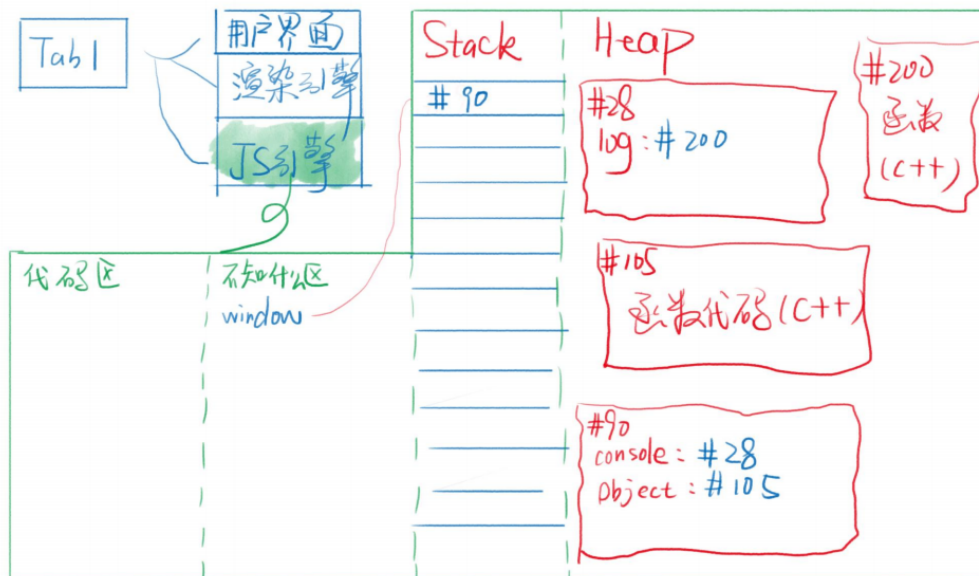 Tab1
用户界面
渲染引擎
JS引擎
代码区
不知什么区
window
Stack
#90
Heap
#28
log:#200
#200
函数
(C++)
#105
函数代码(C++)
#90
console:#28
Object:#105